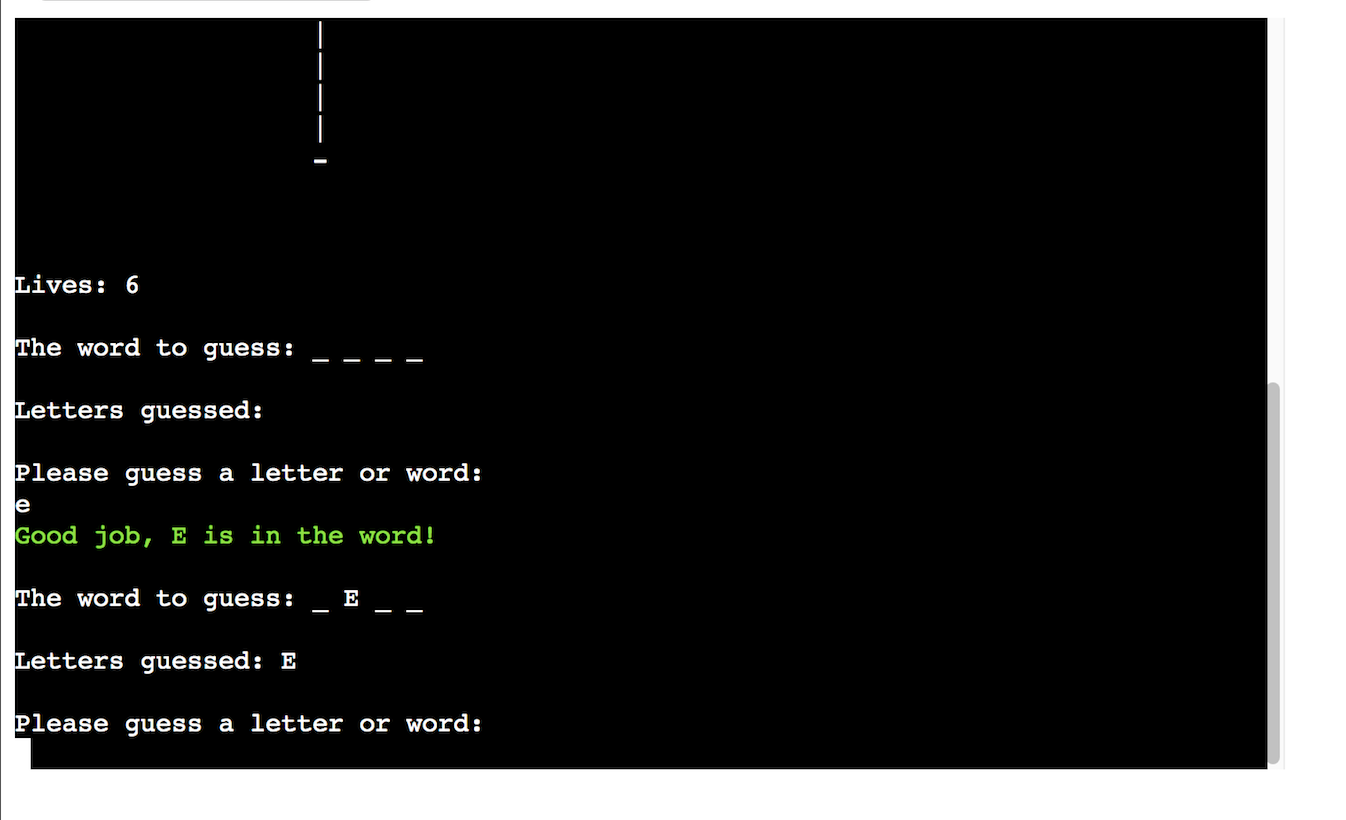 |
|
|
|
-
Lives: 6
The word to guess: _ _ _ _
Letters guessed:
Please guess a letter or word:
e
Good job, E is in the word!
The word to guess: _ E _ _
Letters guessed: E
Please guess a letter or word: